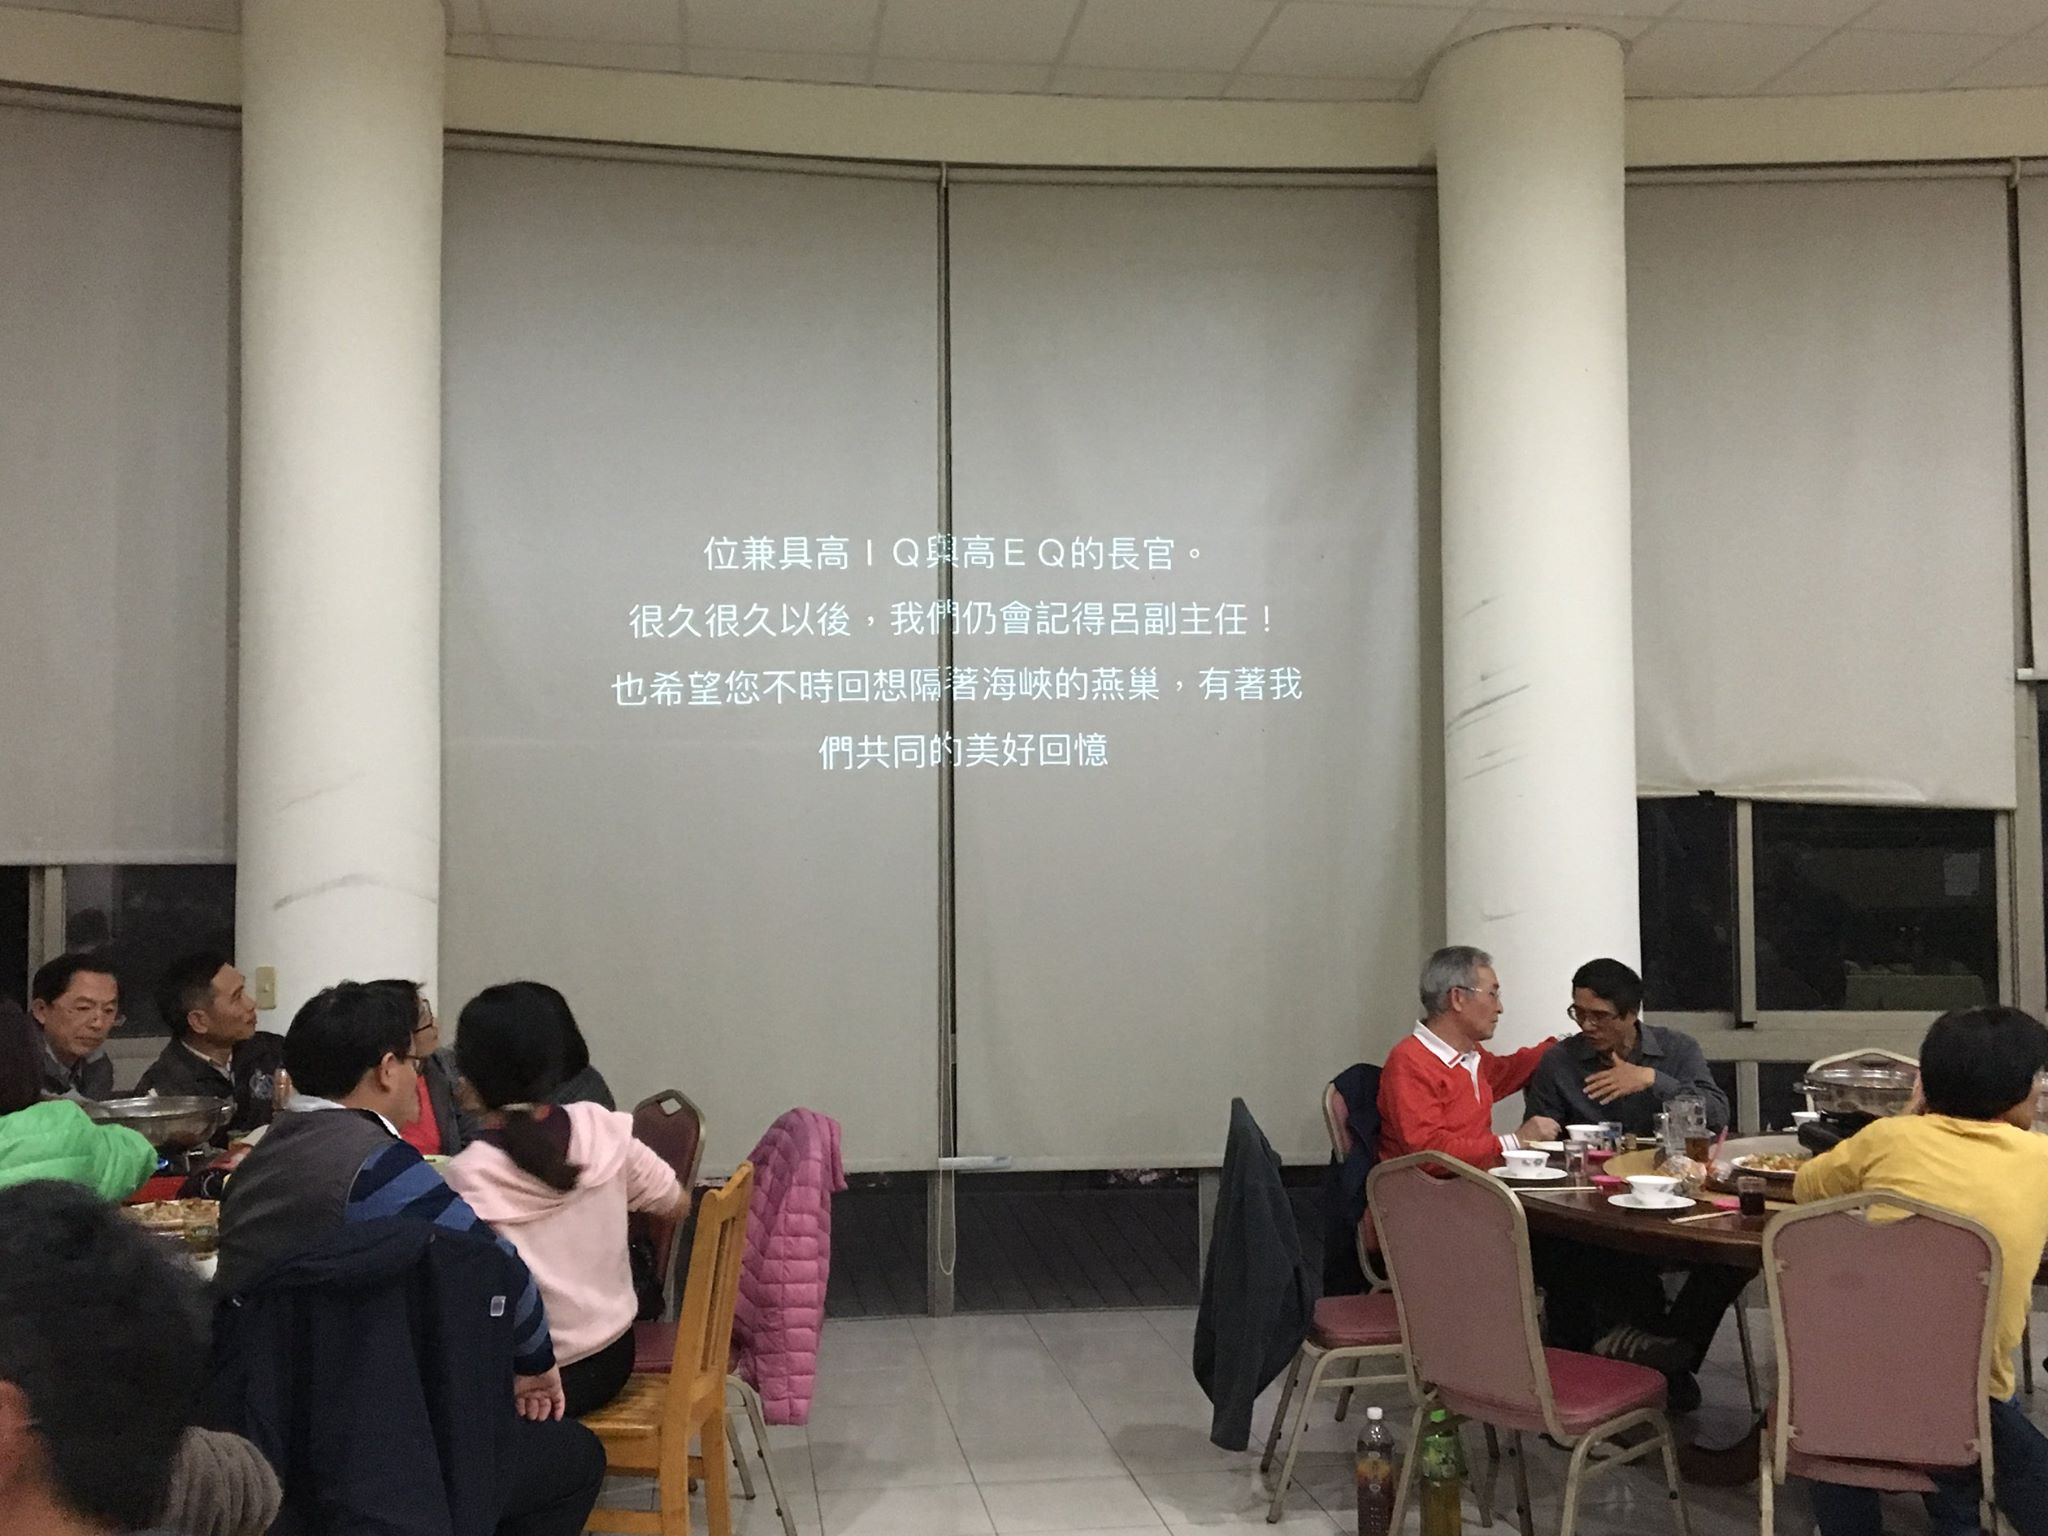 位兼具高ＩＱ與高ＥＱ的長官。
很久很久以後，我們仍會記得呂副主任！
也希望您不時回想隔著海峽的燕巢，有著我
們共同的美好回憶